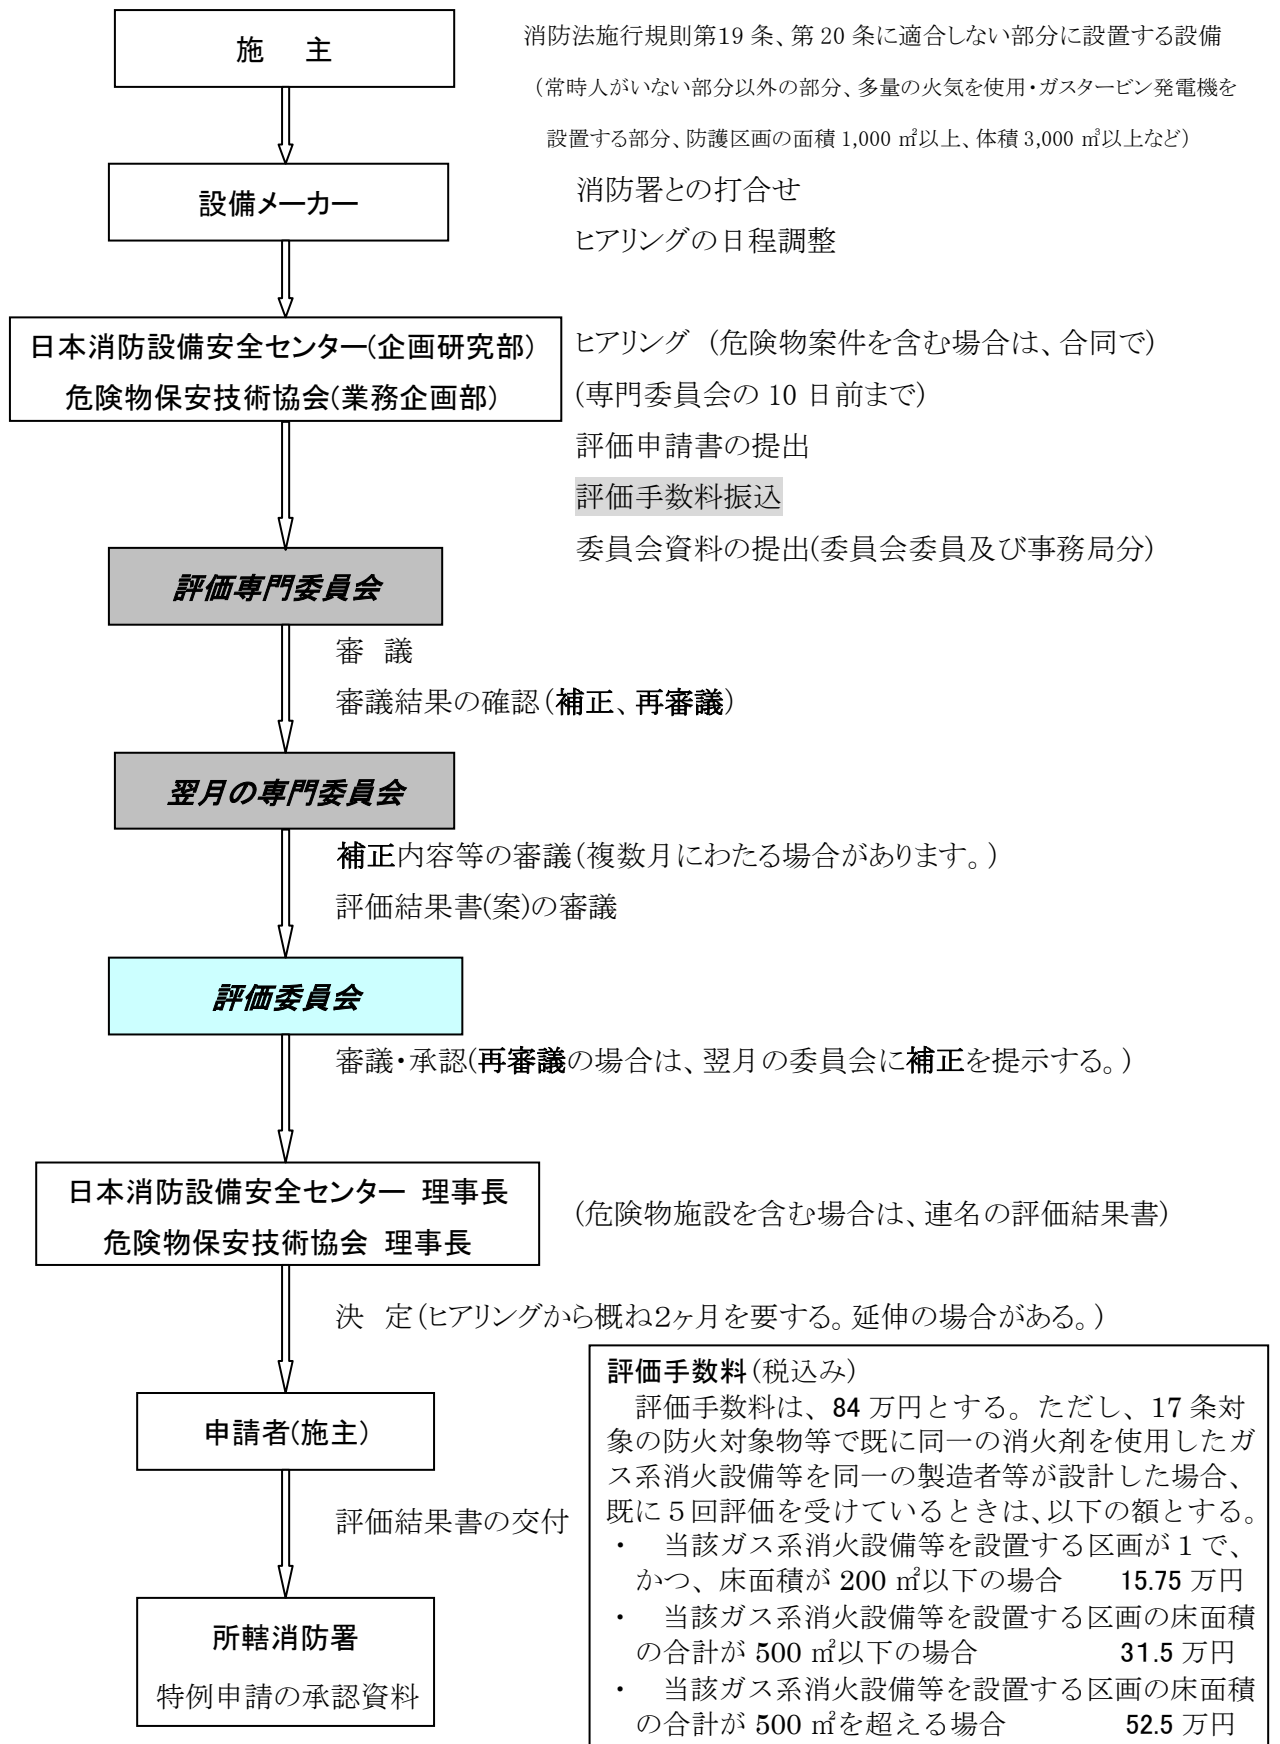 施　主
消防法施行規則第19 条、第 20 条に適合しない部分に設置する設備
（常時人がいない部分以外の部分、多量の火気を使用・ガスタービン発電機を
設置する部分、防護区画の面積 1,000 ㎡以上、体積 3,000 ㎥以上など）
設備メーカー
消防署との打合せ
ヒアリングの日程調整
日本消防設備安全センター(企画研究部)
危険物保安技術協会(業務企画部)
ヒアリング （危険物案件を含む場合は、合同で)
(専門委員会の 10 日前まで)
評価申請書の提出
評価手数料振込
委員会資料の提出(委員会委員及び事務局分)
評価専門委員会
審　議
審議結果の確認（補正、再審議）
翌月の専門委員会
補正内容等の審議（複数月にわたる場合があります。）
評価結果書(案)の審議
評価委員会
審議・承認(再審議の場合は、翌月の委員会に補正を提示する。）
日本消防設備安全センター 理事長
危険物保安技術協会 理事長
(危険物施設を含む場合は、連名の評価結果書)
決　定（ヒアリングから概ね２ヶ月を要する。延伸の場合がある。）
申請者(施主)
評価結果書の交付
所轄消防署
特例申請の承認資料
評価手数料（税込み）
評価手数料は、84 万円とする。ただし、17 条対
象の防火対象物等で既に同一の消火剤を使用したガ
ス系消火設備等を同一の製造者等が設計した場合、
既に５回評価を受けているときは、以下の額とする。
・　当該ガス系消火設備等を設置する区画が 1 で、
かつ、床面積が 200 ㎡以下の場合　15.75 万円
・　当該ガス系消火設備等を設置する区画の床面積
の合計が 500 ㎡以下の場合　31.5 万円
・　当該ガス系消火設備等を設置する区画の床面積
の合計が 500 ㎡を超える場合　52.5 万円